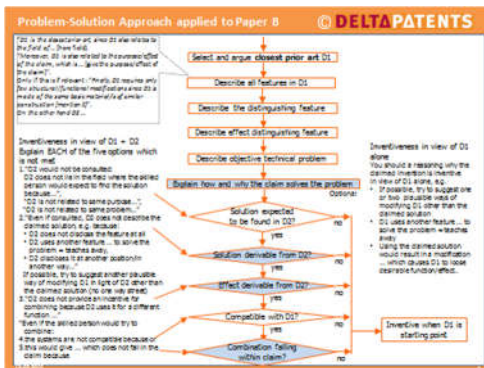 Problem-Solution Approach applied to Paper B
© DELTAPATENTS
"D1 is the closest prior art, since D1 also relate to
the field of... [from field].
"Moreover, D1 is also related to the purpose/effect
of the claim, which is... [give the purpose/effect of
the claim]".
Only if this is relevant: "Finally, D1 requires only
few structural/functional modifications since D1 is
made of the same basic material/is of similar
construction [mention it]".
On the other hand D2 ...
Select and argue closest prior art D1
Describe all features in D1
Describe the distinguishing feature
Describe effect distinguishing feature
Describe objective technical problem
Explain how and why the claim solves the problem
Optional:
Solution expected
to be found in D2?
no
yes
Solution derivable from D2?
no
yes
Effect derivable from D2?
no
yes
Compatible with D1?
no
yes
Combination falling
within claim?
no
Inventive when D1 is
starting point
Inventiveness in view of D1 + D2
Explain EACH of the five options which
is not met
1."D2 would not be consulted:
D2 does not lie in the field where the skilled
person would expect to find the solution
because...",
"D2 is not related to same purpose...",
"D2 is not related to same problem..."
2."Even if consulted, D2 does not describe the
claimed solution, e.g. because:
• D2 does not disclose the feature at all
• D2 uses another feature ... to solve the
problem = teaches away,
• D2 discloses it at another position/in
another way..."
If possible, try to suggest another plausible
way of modifying D1 in light of D2 other than
the claimed solution (no one way street)
3."D2 does not provide an incentive for
combining because D2 uses it for a different
function ..."
"Even if the skilled person would try to
combine:
4.the systems are not compatible because or
5.this would give ... which does not fall in the
claim because
Inventiveness in view of D1
alone
You should a reasoning why the
claimed invention is inventive
in view of D1 alone, e.g.
• If possible, try to suggest one
or two plausible ways of
modifying D1 other than the
claimed solution
• D1 uses another feature ... to
solve the problem = teaches
away
• Using the claimed solution
would result in a modification
... which causes D1 to loose
desirable function/effect..